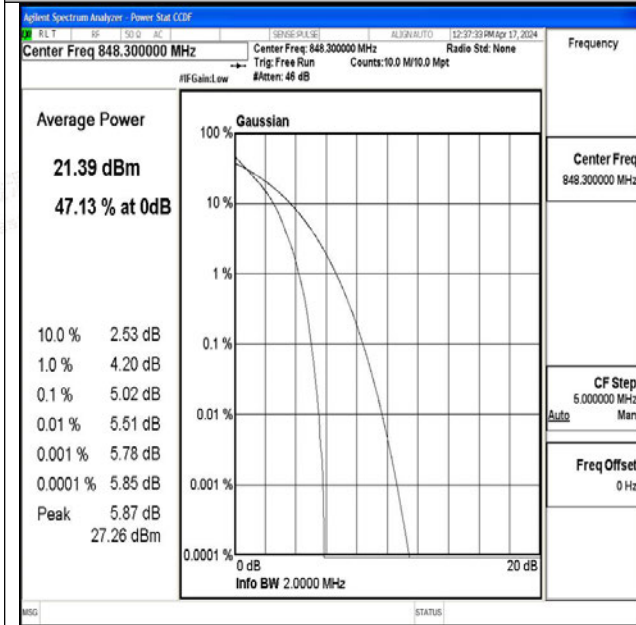 Agilent Spectrum Analyzer - Power Stat CCDF
RL T RF 50 Ω AC SENSE:PULSE ALIGN AUTO 12:37:33 PM Apr 17, 2024
Center Freq 848.300000 MHz
Center Freq: 848.300000 MHz Radio Std: None
Trig: Free Run Counts:10.0 M/10.0 Mpt
#IFGain:Low #Atten: 46 dB
Frequency
Average Power
21.39 dBm
47.13 % at 0dB
10.0 % 2.53 dB
1.0 % 4.20 dB
0.1 % 5.02 dB
0.01 % 5.51 dB
0.001 % 5.78 dB
0.0001 % 5.85 dB
Peak 5.87 dB
27.26 dBm
Gaussian
100 %
10 %
1 %
0.1 %
0.01 %
0.001 %
0.0001 %
0 dB 20 dB
Info BW 2.0000 MHz
Center Freq
848.300000 MHz
CF Step
5.000000 MHz
Auto Man
Freq Offset
0 Hz
MSG STATUS